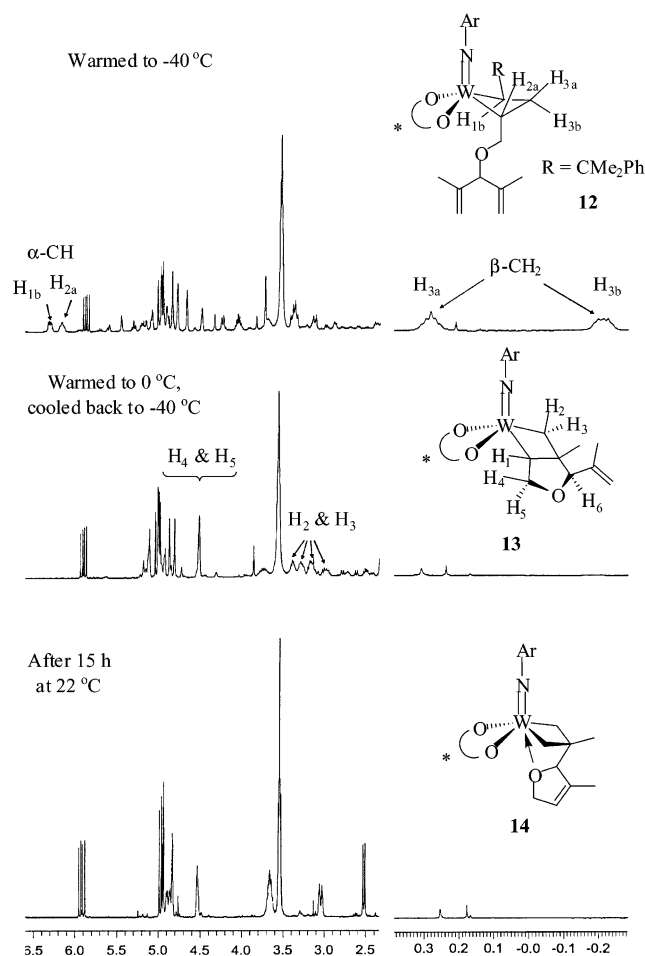 Warmed to -40 °C
Ar
N
R
H2a
H3a
O
W
* O
H1b
H3b
O
R = CMe2Ph
12
α-CH
H1b
H2a
β-CH2
H3a
H3b
Warmed to 0 °C,
cooled back to -40 °C
Ar
N
H2
O
W
H3
* O
H1
H4
H4 & H5
O
H5
H6
H2 & H3
13
After 15 h
at 22 °C
Ar
N
O
W
* O
O
14
6.5 6.0 5.5 5.0 4.5 4.0 3.5 3.0 2.5
0.3 0.2 0.1 -0.0 -0.1 -0.2